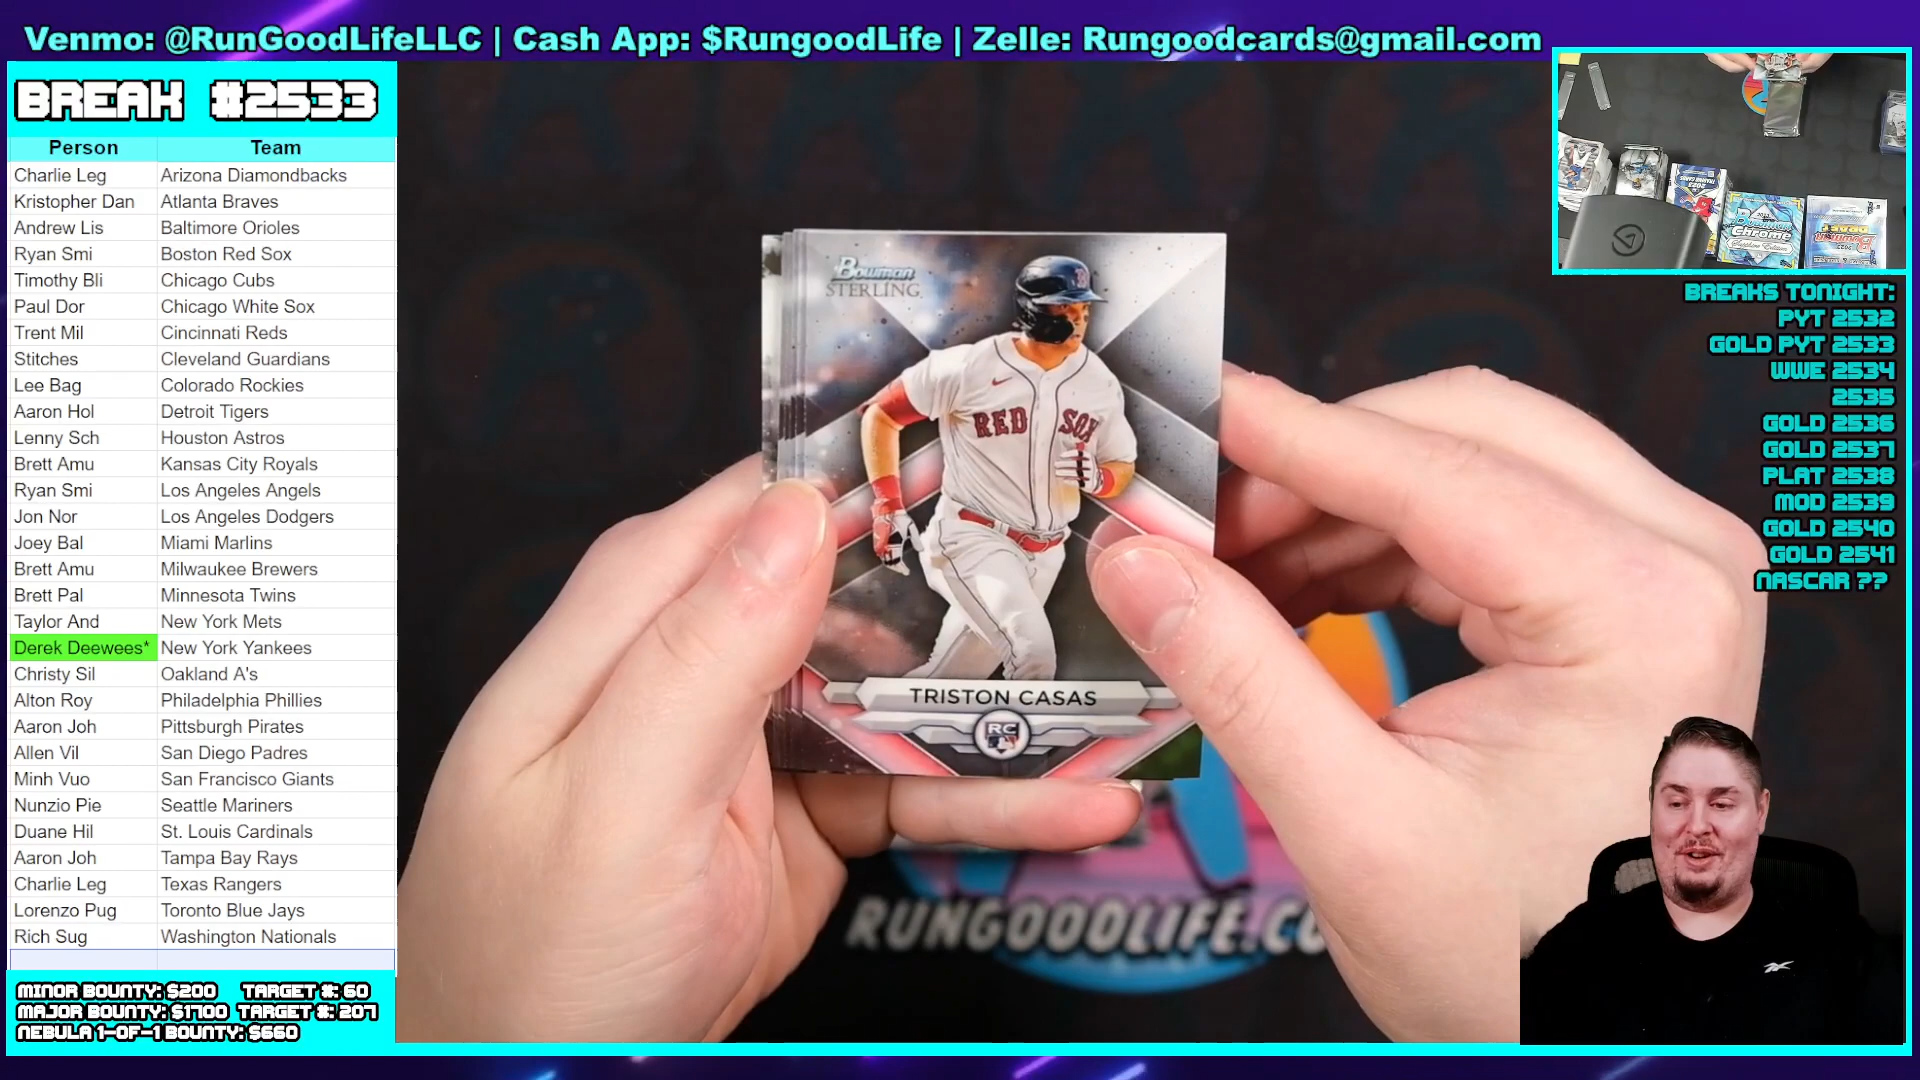 Venmo: @RunGoodLifeLLC | Cash App: $RungoodLife | Zelle: Rungoodcards@gmail.com
BREAK #2533
Person Team
Charlie Leg Arizona Diamondbacks
Kristopher Dan Atlanta Braves
Andrew Lis Baltimore Orioles
Ryan Smi Boston Red Sox
Timothy Bli Chicago Cubs
Paul Dor Chicago White Sox
Trent Mil Cincinnati Reds
Stitches Cleveland Guardians
Lee Bag Colorado Rockies
Aaron Hol Detroit Tigers
Lenny Sch Houston Astros
Brett Amu Kansas City Royals
Ryan Smi Los Angeles Angels
Jon Nor Los Angeles Dodgers
Joey Bal Miami Marlins
Brett Amu Milwaukee Brewers
Brett Pal Minnesota Twins
Taylor And New York Mets
Derek Deewees* New York Yankees
Christy Sil Oakland A's
Alton Roy Philadelphia Phillies
Aaron Joh Pittsburgh Pirates
Allen Vil San Diego Padres
Minh Vuo San Francisco Giants
Nunzio Pie Seattle Mariners
Duane Hil St. Louis Cardinals
Aaron Joh Tampa Bay Rays
Charlie Leg Texas Rangers
Lorenzo Pug Toronto Blue Jays
Rich Sug Washington Nationals
MINOR BOUNTY: $200 TARGET #: 60
MAJOR BOUNTY: $1700 TARGET #: 207
NEBULA 1-OF-1 BOUNTY: $660
Bowman
STERLING
RED SOX
TRISTON CASAS
RC
RUNGOODLIFE.CO
Bowman
Chrome
Sapphire Edition
BREAKS TONIGHT:
PYT 2532
GOLD PYT 2533
WWE 2534
2535
GOLD 2536
GOLD 2537
PLAT 2538
MOD 2539
GOLD 2540
GOLD 2541
NASCAR ??